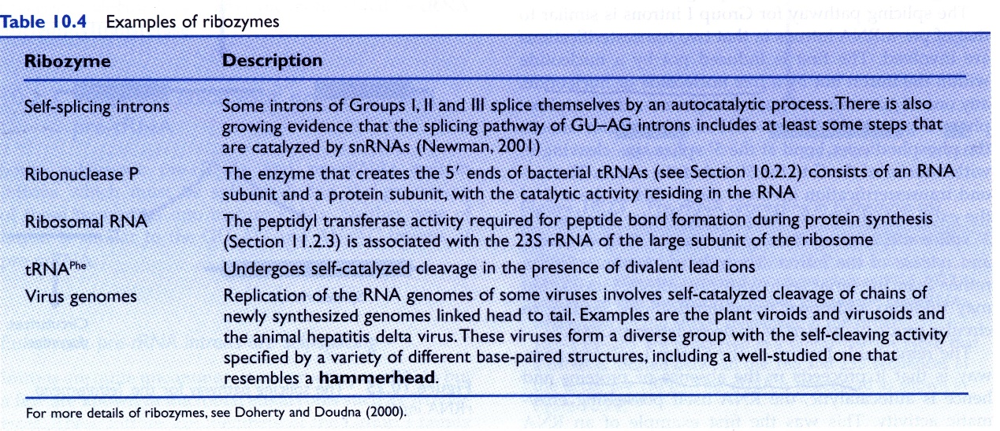 Table 10.4 Examples of ribozymes
Ribozyme Description
Self-splicing introns Some introns of Groups I, II and III splice themselves by an autocatalytic process. There is also
growing evidence that the splicing pathway of GU–AG introns includes at least some steps that
are catalyzed by snRNAs (Newman, 2001)
Ribonuclease P The enzyme that creates the 5′ ends of bacterial tRNAs (see Section 10.2.2) consists of an RNA
subunit and a protein subunit, with the catalytic activity residing in the RNA
Ribosomal RNA The peptidyl transferase activity required for peptide bond formation during protein synthesis
(Section 11.2.3) is associated with the 23S rRNA of the large subunit of the ribosome
tRNAPhe Undergoes self-catalyzed cleavage in the presence of divalent lead ions
Virus genomes Replication of the RNA genomes of some viruses involves self-catalyzed cleavage of chains of
newly synthesized genomes linked head to tail. Examples are the plant viroids and virusoids and
the animal hepatitis delta virus. These viruses form a diverse group with the self-cleaving activity
specified by a variety of different base-paired structures, including a well-studied one that
resembles a hammerhead.
For more details of ribozymes, see Doherty and Doudna (2000).